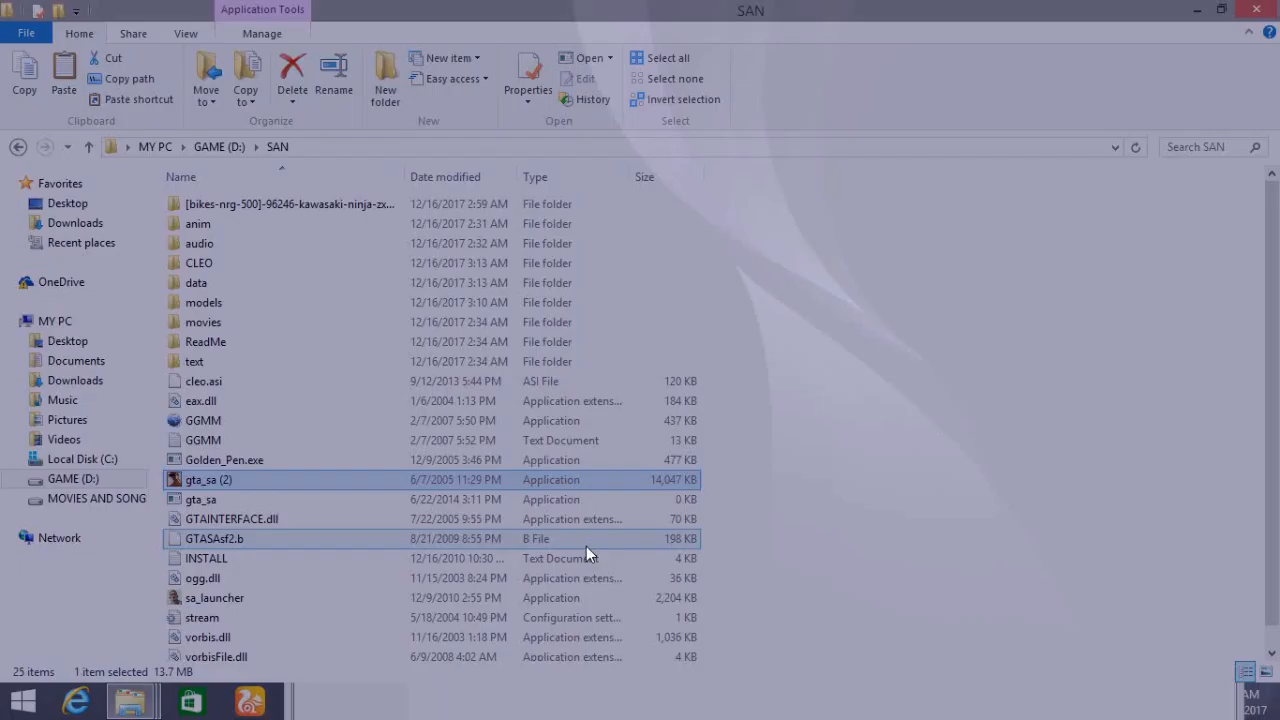 Application Tools
SAN
File Home Share View Manage
Copy
Paste
Cut
Copy path
Paste shortcut
Clipboard
Move to
Copy to
Delete
Rename
Organize
New folder
New item
Easy access
New
Properties
Open
Edit
History
Open
Select all
Select none
Invert selection
Select
MY PC GAME (D:) SAN
Search SAN
Favorites
Desktop
Downloads
Recent places
OneDrive
MY PC
Desktop
Documents
Downloads
Music
Pictures
Videos
Local Disk (C:)
GAME (D:)
MOVIES AND SONG
Network
Name Date modified Type Size
[bikes-nrg-500]-96246-kawasaki-ninja-zx... 12/16/2017 2:59 AM File folder
anim 12/16/2017 2:31 AM File folder
audio 12/16/2017 2:32 AM File folder
CLEO 12/16/2017 3:13 AM File folder
data 12/16/2017 3:13 AM File folder
models 12/16/2017 3:10 AM File folder
movies 12/16/2017 2:34 AM File folder
ReadMe 12/16/2017 2:34 AM File folder
text 12/16/2017 2:34 AM File folder
cleo.asi 9/12/2013 5:44 PM ASI File 120 KB
eax.dll 1/6/2004 1:13 PM Application extens... 184 KB
GGMM 2/7/2007 5:50 PM Application 437 KB
GGMM 2/7/2007 5:52 PM Text Document 13 KB
Golden_Pen.exe 12/9/2005 3:46 PM Application 477 KB
gta_sa (2) 6/7/2005 11:29 PM Application 14,047 KB
gta_sa 6/22/2014 3:11 PM Application 0 KB
GTAINTERFACE.dll 7/22/2005 9:55 PM Application extens... 70 KB
GTASAsf2.b 8/21/2009 8:55 PM B File 198 KB
INSTALL 12/16/2010 10:30 ... Text Document 4 KB
ogg.dll 11/15/2003 8:24 PM Application extens... 36 KB
sa_launcher 12/9/2010 2:55 PM Application 2,204 KB
stream 5/18/2004 10:49 PM Configuration sett... 1 KB
vorbis.dll 11/16/2003 1:18 PM Application extens... 1,036 KB
vorbisFile.dll 6/9/2008 4:02 AM Application extens... 4 KB
25 items 1 item selected 13.7 MB
AM
2017